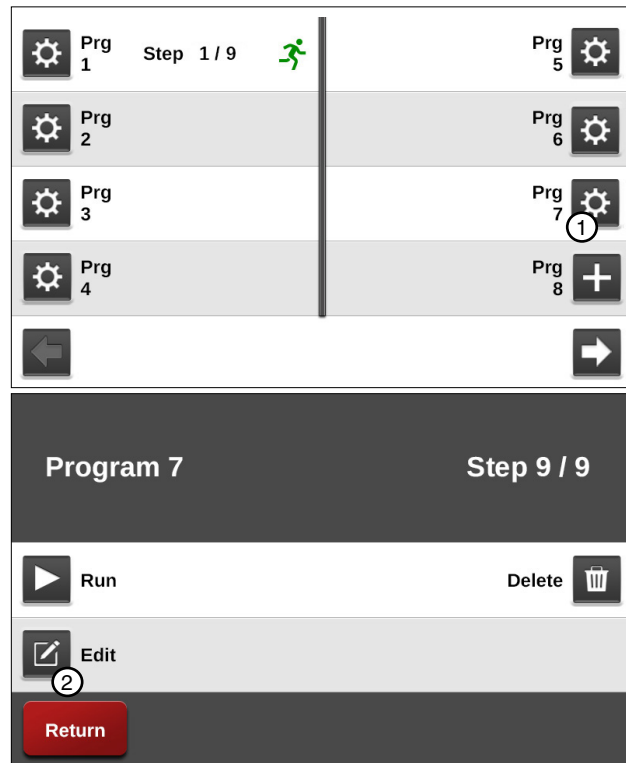 Prg
1
Step 1 / 9
Prg
5
Prg
2
Prg
6
Prg
3
Prg
7
1
Prg
4
Prg
8
Program 7
Step 9 / 9
Run
Delete
Edit
2
Return